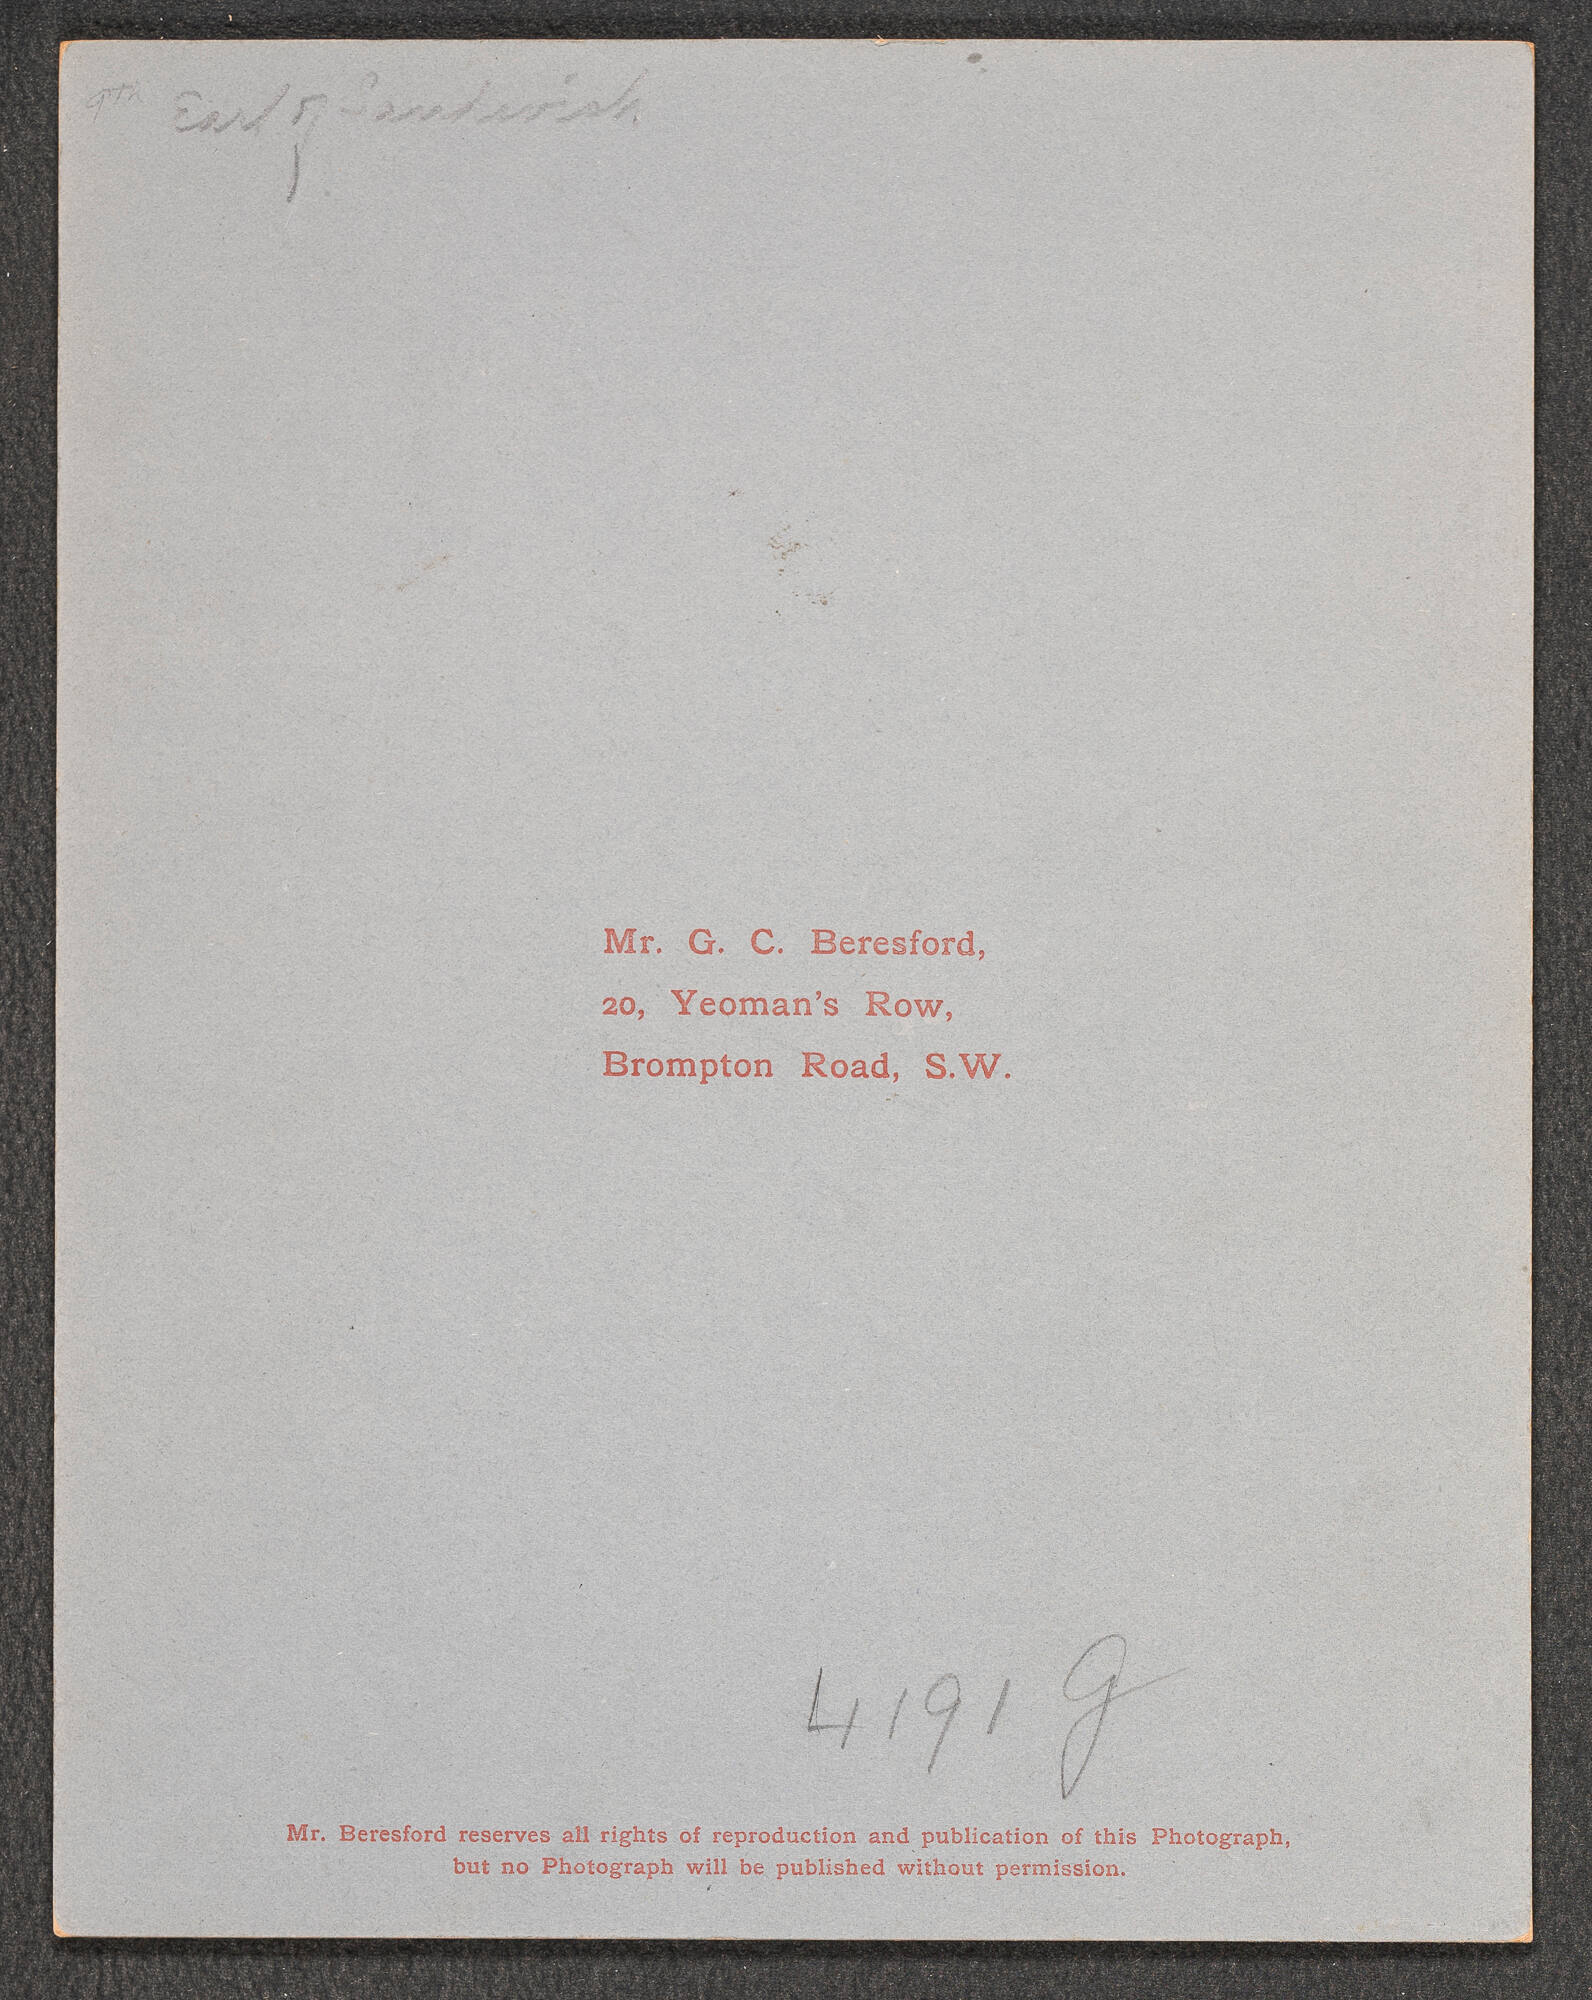 9th Earl of Sandwich
Mr. G. C. Beresford,
20, Yeoman's Row,
Brompton Road, S.W.
4191 g
Mr. Beresford reserves all rights of reproduction and publication of this Photograph,
but no Photograph will be published without permission.